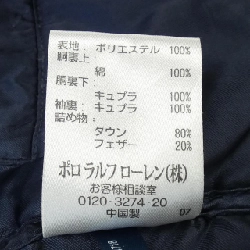 表地: ポリエステル 100%
胴裏上
綿 100%
胴裏下:
キュプラ 100%
袖裏: キュプラ 100%
詰め物:
ダウン 80%
フェザー 20%
ポロ ラルフ ローレン(株)
お客様相談室
0120-3274-20
中国製 07